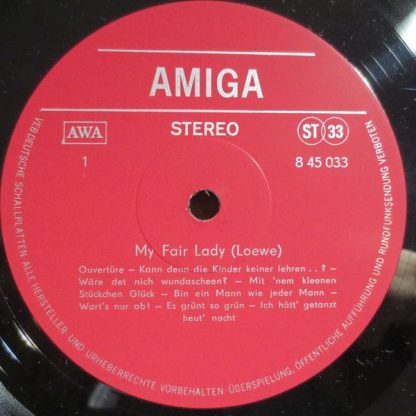 AMIGA
AWA
STEREO
ST 33
1
8 45 033
My Fair Lady (Loewe)
Ouvertüre – Kann denn die Kinder keiner lehren . . ? –
Wäre det nich wundascheen? – Mit 'nem kleenen
Stückchen Glück – Bin ein Mann wie jeder Mann –
Wart's nur ab! – Es grünt so grün – Ich hätt' getanzt
heut' nacht
VEB DEUTSCHE SCHALLPLATTEN ALLE HERSTELLER- UND URHEBERRECHTE VORBEHALTEN ÜBERSPIELUNG, ÖFFENTLICHE AUFFÜHRUNG UND RUNDFUNKSENDUNG VERBOTEN